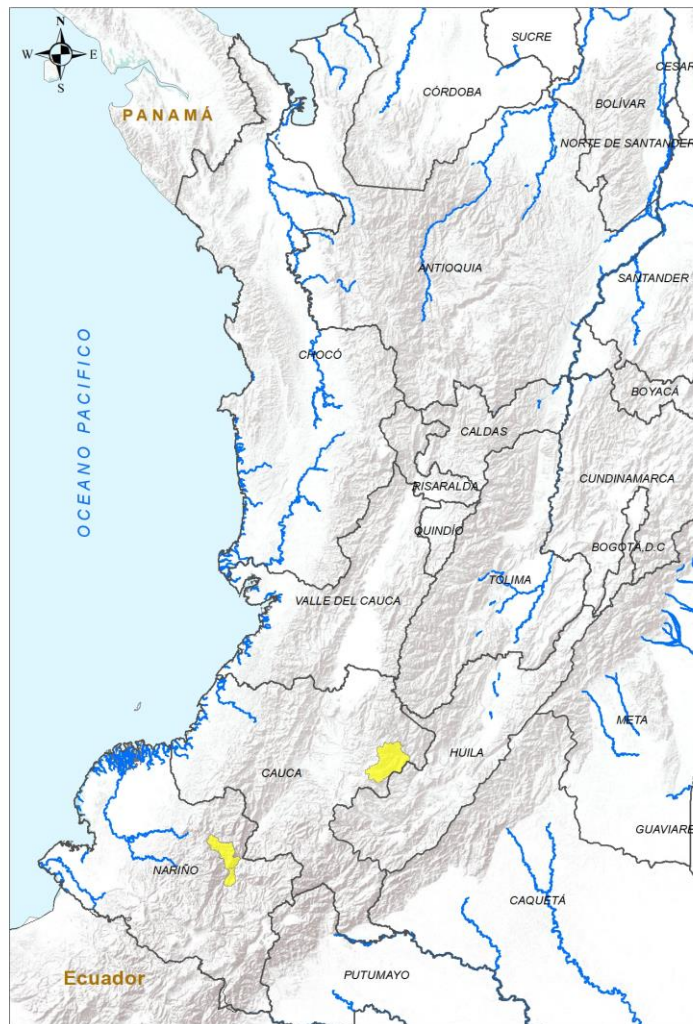 N
W E
S
SUCRE
CESAR
CÓRDOBA
BOLÍVAR
PANAMÁ
NORTE DE SANTANDER
ANTIOQUIA
SANTANDER
CHOCÓ
OCEANO PACIFICO
BOYACÁ
CALDAS
CUNDINAMARCA
RISARALDA
QUINDÍO
BOGOTÁ, D.C
TOLIMA
VALLE DEL CAUCA
META
HUILA
CAUCA
GUAVIARE
NARIÑO
CAQUETÁ
PUTUMAYO
Ecuador